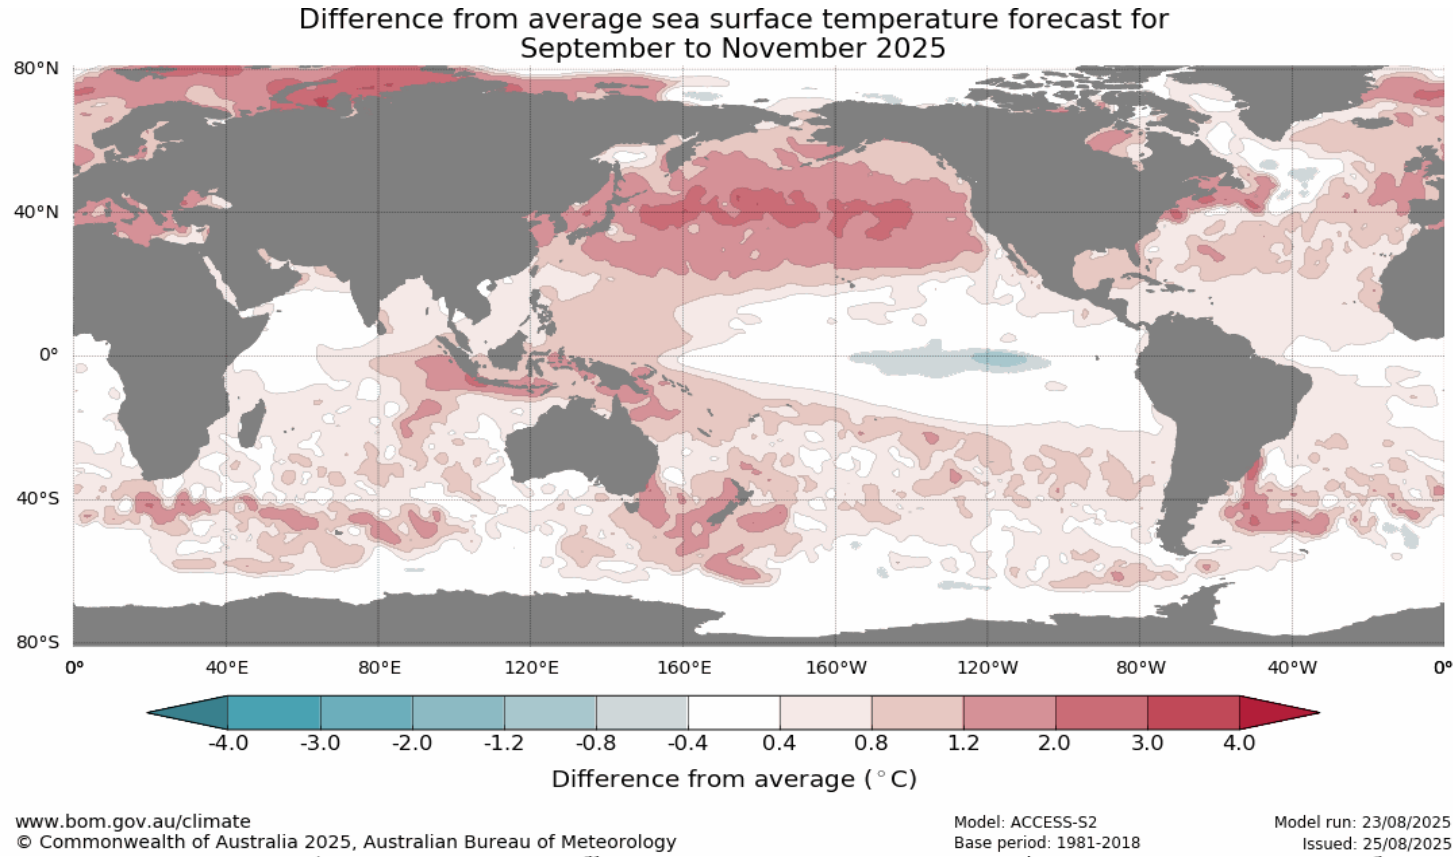 Difference from average sea surface temperature forecast for
September to November 2025
80°N
40°N
0°
40°S
80°S
0° 40°E 80°E 120°E 160°E 160°W 120°W 80°W 40°W 0°
-4.0 -3.0 -2.0 -1.2 -0.8 -0.4 0.4 0.8 1.2 2.0 3.0 4.0
Difference from average (°C)
www.bom.gov.au/climate
© Commonwealth of Australia 2025, Australian Bureau of Meteorology
Model: ACCESS-S2
Base period: 1981-2018
Model run: 23/08/2025
Issued: 25/08/2025